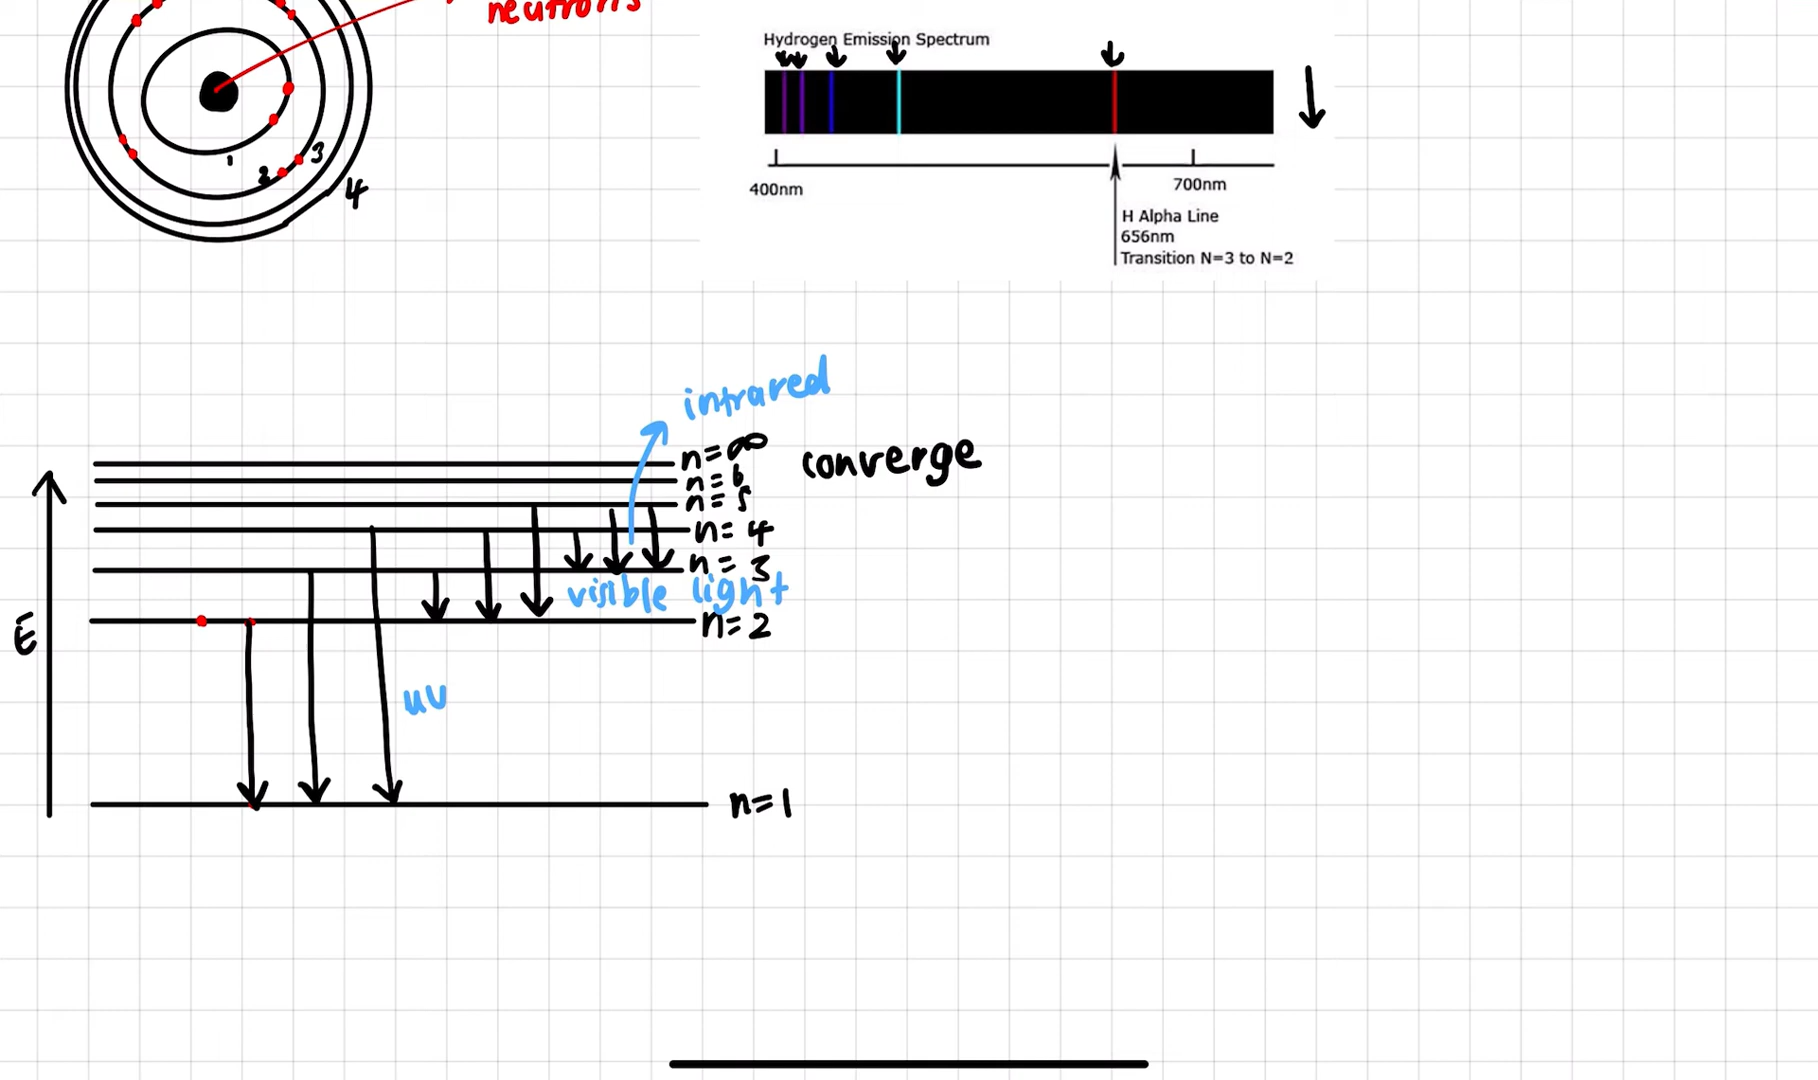 neutrons
Hydrogen Emission Spectrum
1
2
3
4
400nm
700nm
H Alpha Line
656nm
Transition N=3 to N=2
infrared
n=∞
converge
n=6
n=5
n=4
n=3
visible light
n=2
E
uv
n=1